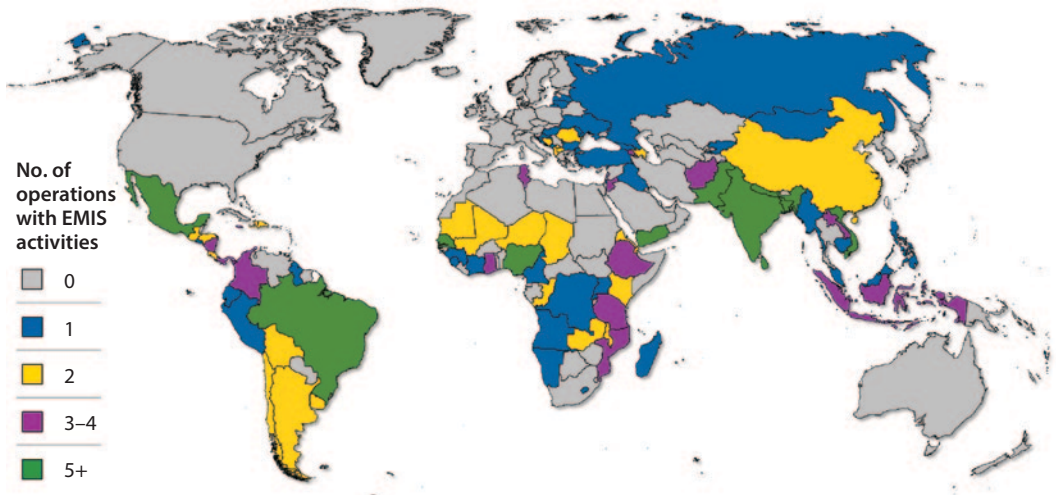 No. of
operations
with EMIS
activities
0
1
2
3–4
5+